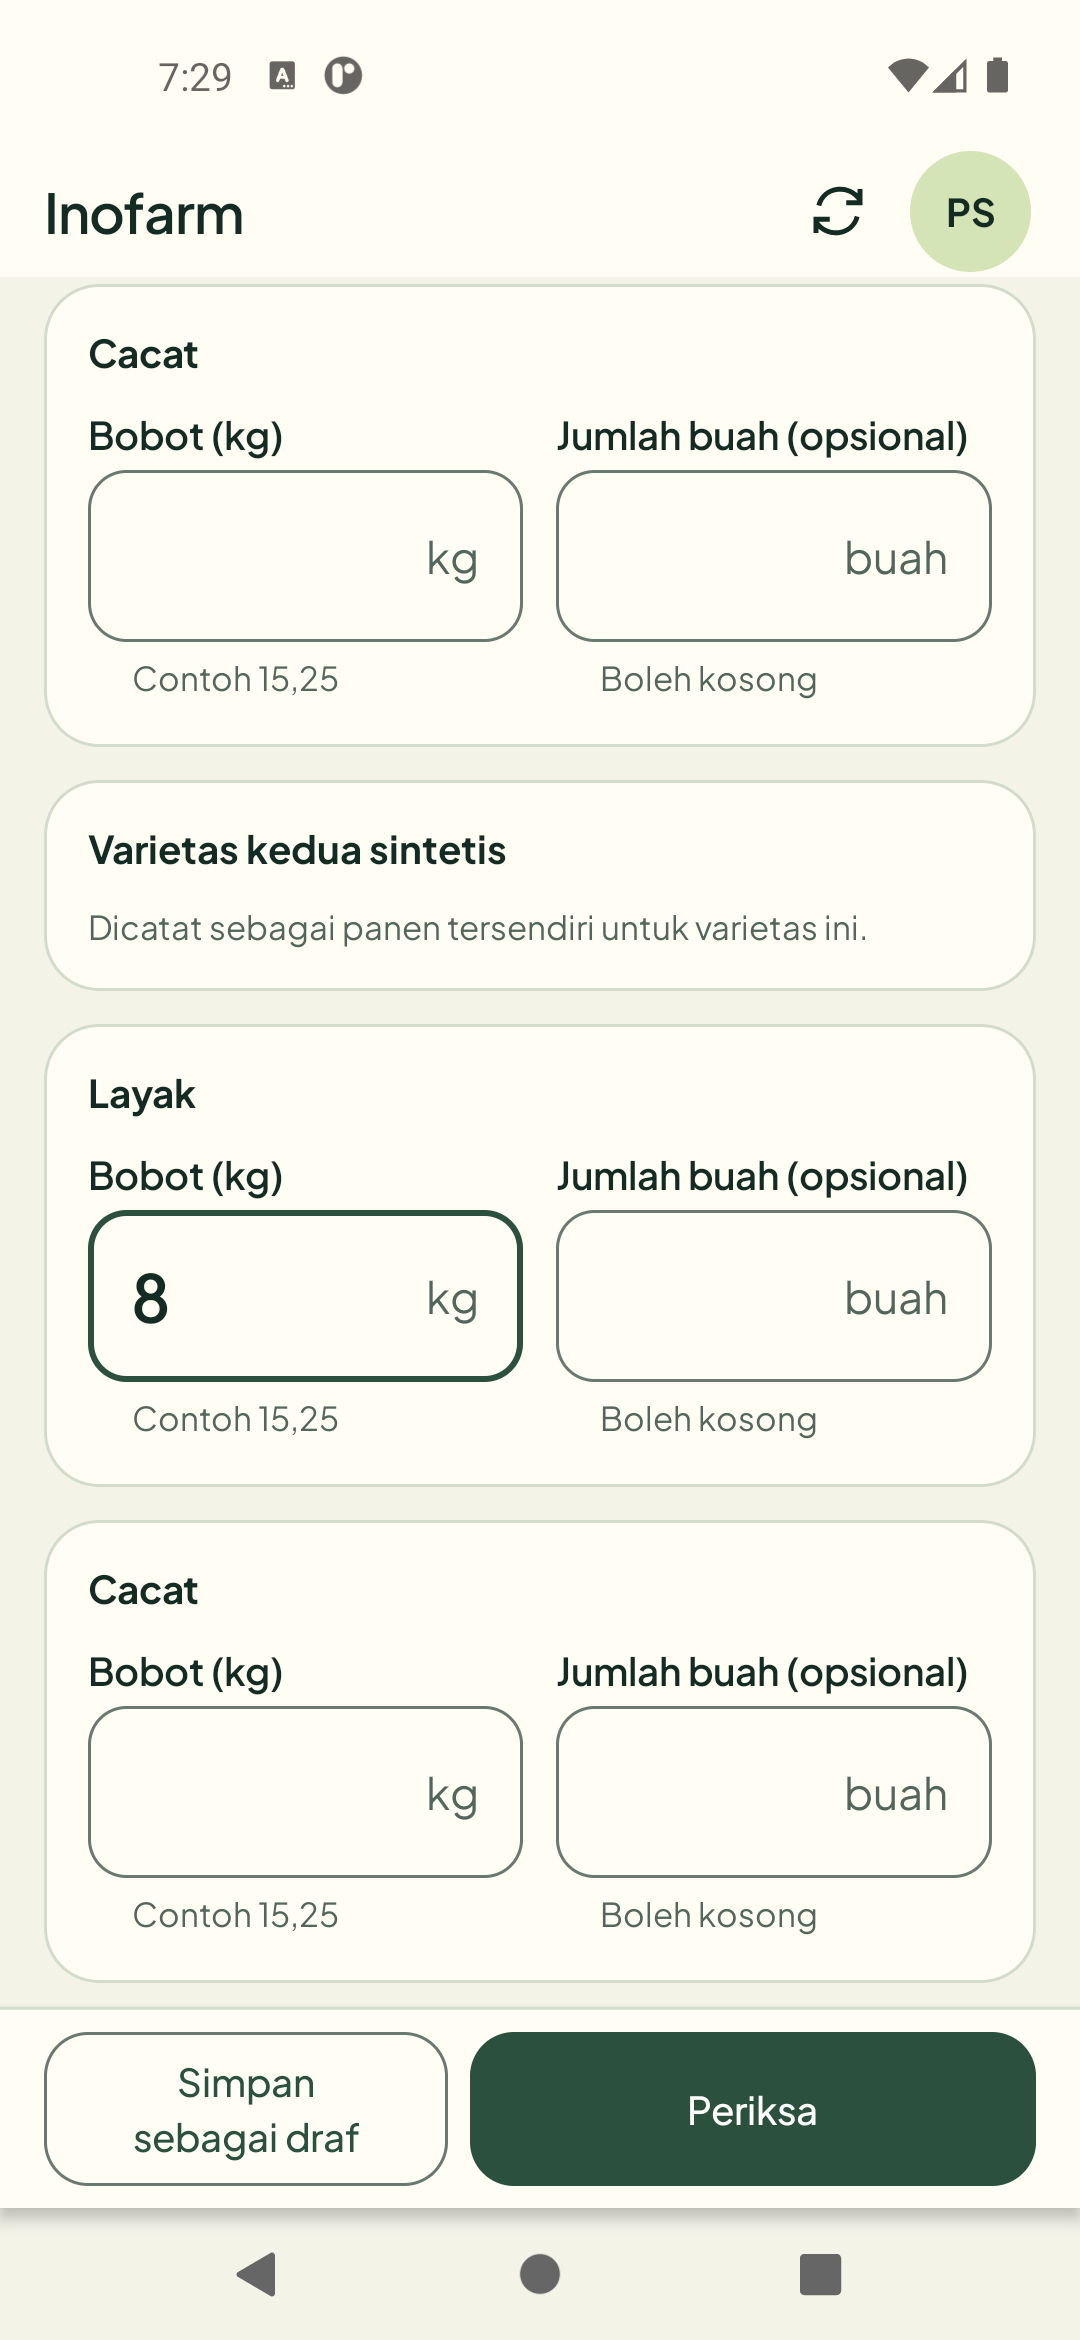 7:29
Inofarm
PS
Cacat
Bobot (kg) Jumlah buah (opsional)
kg buah
Contoh 15,25 Boleh kosong
Varietas kedua sintetis
Dicatat sebagai panen tersendiri untuk varietas ini.
Layak
Bobot (kg) Jumlah buah (opsional)
8 kg buah
Contoh 15,25 Boleh kosong
Cacat
Bobot (kg) Jumlah buah (opsional)
kg buah
Contoh 15,25 Boleh kosong
Simpan
sebagai draf
Periksa